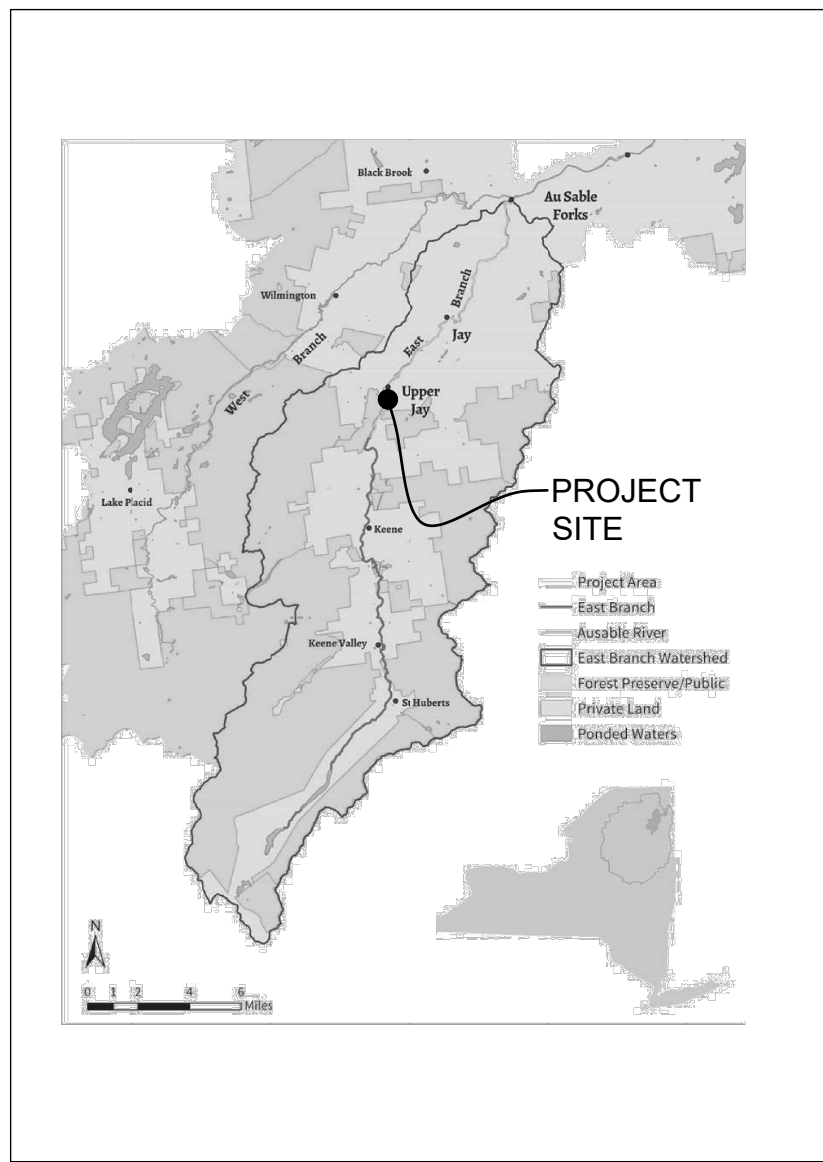 Black Brook
Au Sable
Forks
Wilmington
Branch
Jay
East
Branch
West
Upper
Jay
Lake Placid
PROJECT
SITE
Keene
Project Area
East Branch
Ausable River
Keene Valley
East Branch Watershed
Forest Preserve/Public
St Huberts
Private Land
Ponded Waters
N
0 1 2 4 6
Miles